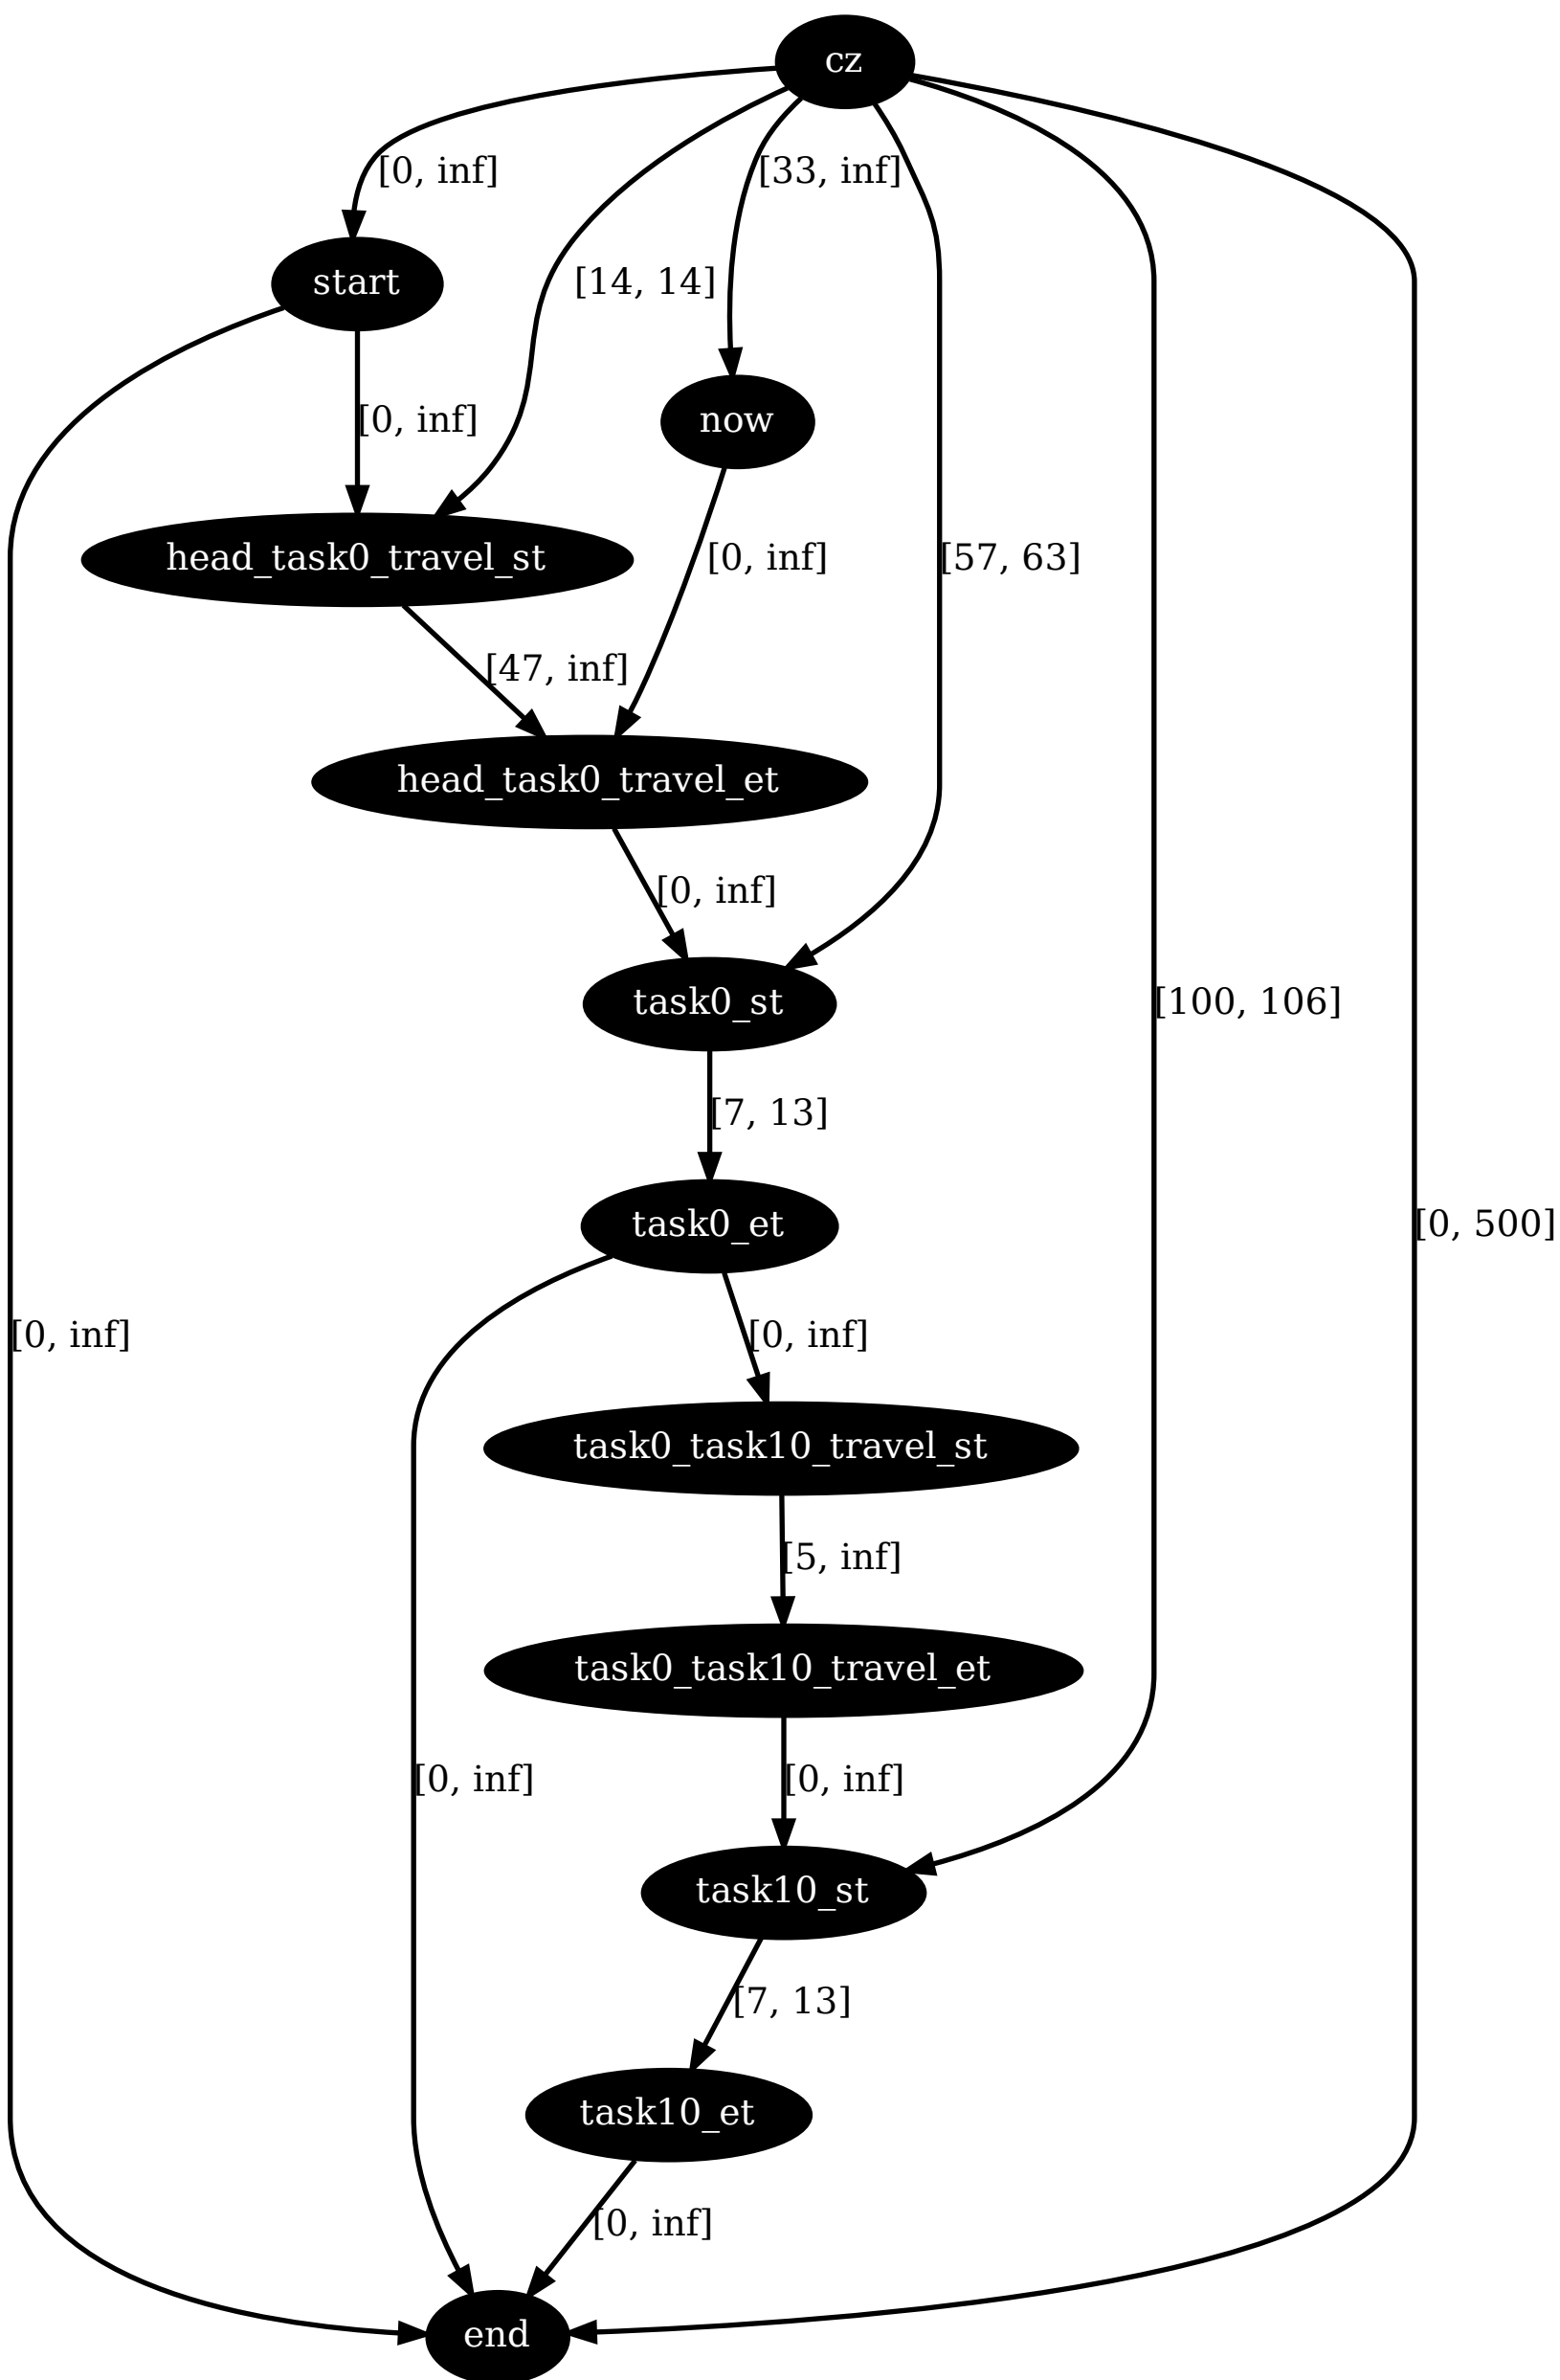 cz
[0, inf]
[33, inf]
start
[14, 14]
now
[0, inf]
head_task0_travel_st
[0, inf]
[57, 63]
[47, inf]
head_task0_travel_et
[0, inf]
task0_st
[100, 106]
[7, 13]
task0_et
[0, 500]
[0, inf]
[0, inf]
task0_task10_travel_st
[5, inf]
task0_task10_travel_et
[0, inf]
[0, inf]
task10_st
[7, 13]
task10_et
[0, inf]
end